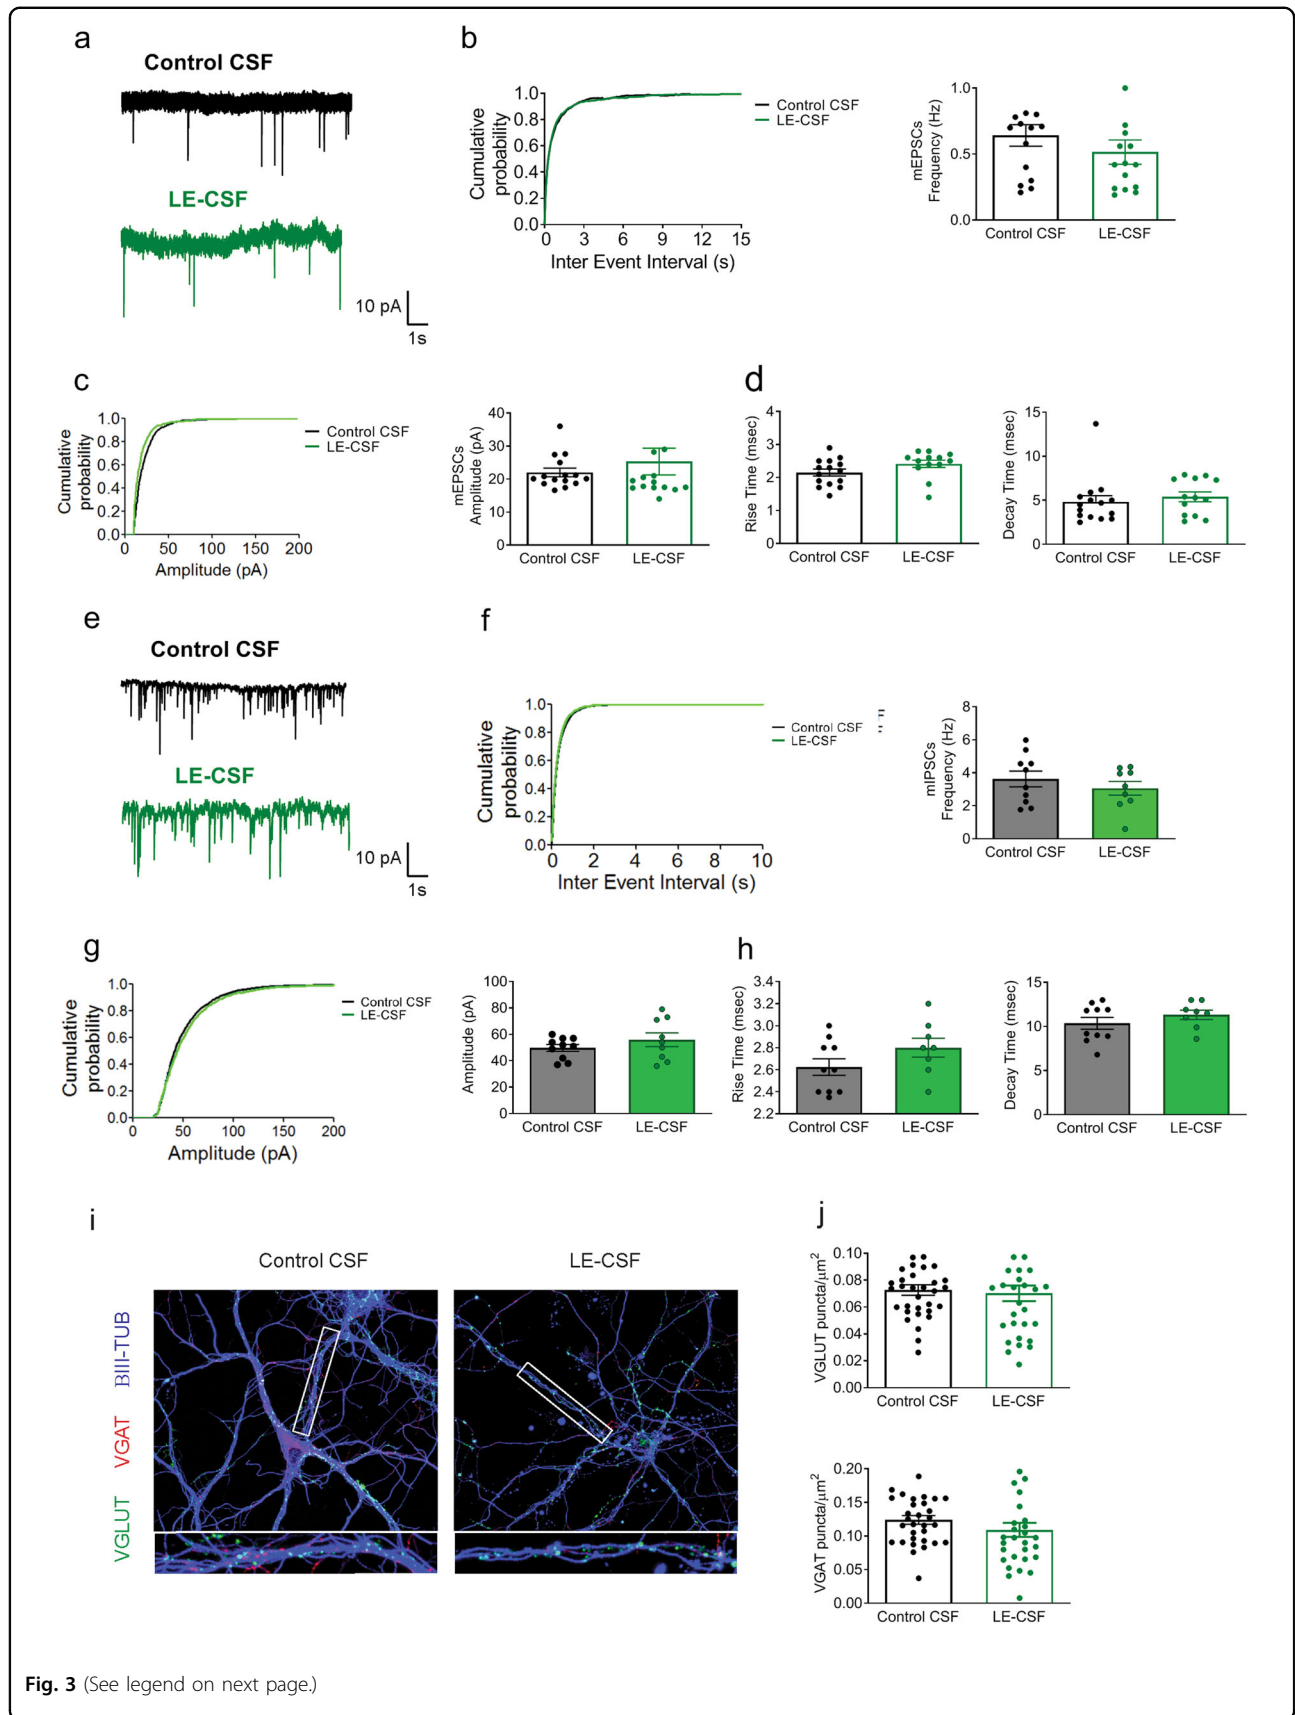 a
Control CSF
LE-CSF
10 pA
1s
b
Cumulative
probability
1.0
0.8
0.6
0.4
0.2
0.0
0 3 6 9 12 15
Inter Event Interval (s)
Control CSF
LE-CSF
mEPSCs
Frequency (Hz)
1.0
0.5
0.0
Control CSF LE-CSF
c
Cumulative
probability
1.0
0.8
0.6
0.4
0.2
0.0
0 50 100 150 200
Amplitude (pA)
Control CSF
LE-CSF
mEPSCs
Amplitude (pA)
40
30
20
10
0
Control CSF LE-CSF
d
Rise Time (msec)
4
3
2
1
0
Control CSF LE-CSF
Decay Time (msec)
15
10
5
0
Control CSF LE-CSF
e
Control CSF
LE-CSF
10 pA
1s
f
Cumulative
probability
1.0
0.8
0.6
0.4
0.2
0.0
0 2 4 6 8 10
Inter Event Interval (s)
Control CSF
LE-CSF
mIPSCs
Frequency (Hz)
8
6
4
2
0
Control CSF LE-CSF
g
Cumulative
probability
1.0
0.8
0.6
0.4
0.2
0.0
0 50 100 150 200
Amplitude (pA)
Control CSF
LE-CSF
Amplitude (pA)
100
80
60
40
20
0
Control CSF LE-CSF
h
Rise Time (msec)
3.4
3.2
3.0
2.8
2.6
2.4
2.2
Control CSF LE-CSF
Decay Time (msec)
15
10
5
0
Control CSF LE-CSF
i
Control CSF LE-CSF
VGLUT VGAT BIII-TUB
j
VGLUT puncta/µm²
0.10
0.08
0.06
0.04
0.02
0.00
Control CSF LE-CSF
VGAT puncta/µm²
0.20
0.15
0.10
0.05
0.00
Control CSF LE-CSF
Fig. 3 (See legend on next page.)